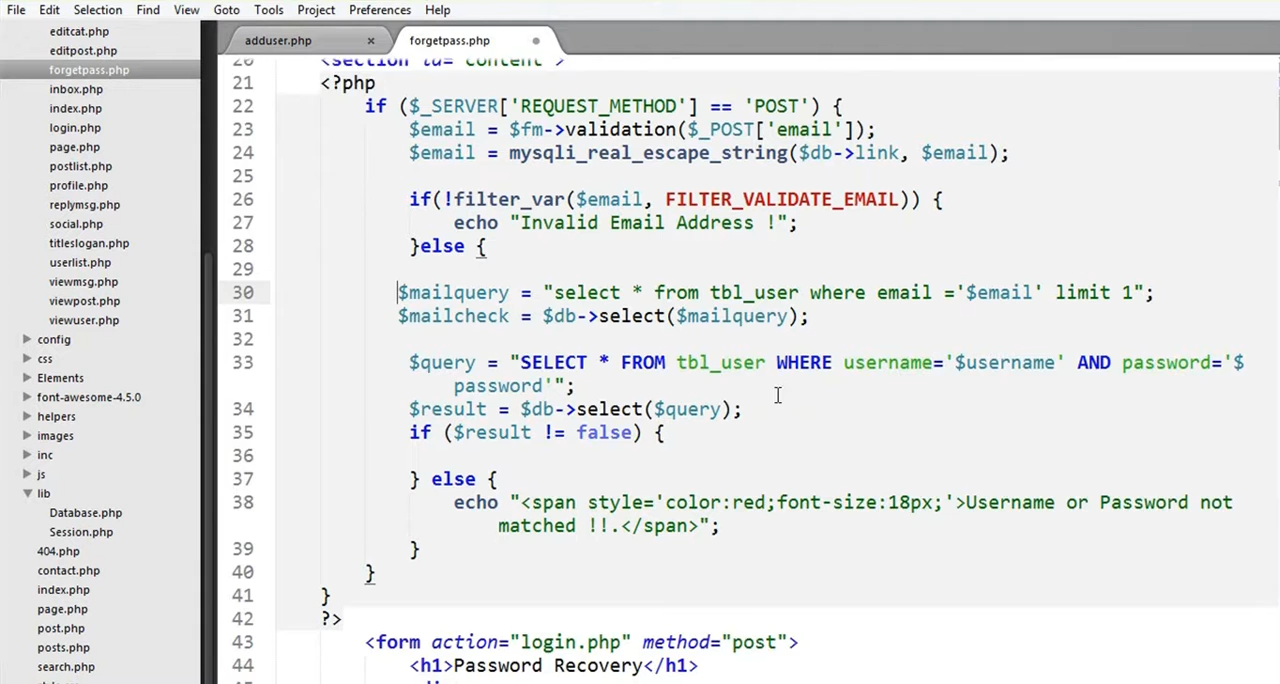 File Edit Selection Find View Goto Tools Project Preferences Help
editcat.php
editpost.php
forgetpass.php
inbox.php
index.php
login.php
page.php
postlist.php
profile.php
replymsg.php
social.php
titleslogan.php
userlist.php
viewmsg.php
viewpost.php
viewuser.php
config
css
Elements
font-awesome-4.5.0
helpers
images
inc
js
lib
Database.php
Session.php
404.php
contact.php
index.php
page.php
post.php
posts.php
search.php
adduser.php × forgetpass.php
20 <section id="content">
21 <?php
22 if ($_SERVER['REQUEST_METHOD'] == 'POST') {
23 $email = $fm->validation($_POST['email']);
24 $email = mysqli_real_escape_string($db->link, $email);
25
26 if(!filter_var($email, FILTER_VALIDATE_EMAIL)) {
27 echo "Invalid Email Address !";
28 }else {
29
30 $mailquery = "select * from tbl_user where email ='$email' limit 1";
31 $mailcheck = $db->select($mailquery);
32
33 $query = "SELECT * FROM tbl_user WHERE username='$username' AND password='$
password'";
34 $result = $db->select($query);
35 if ($result != false) {
36
37 } else {
38 echo "<span style='color:red;font-size:18px;'>Username or Password not
matched !!.</span>";
39 }
40 }
41 }
42 ?>
43 <form action="login.php" method="post">
44 <h1>Password Recovery</h1>